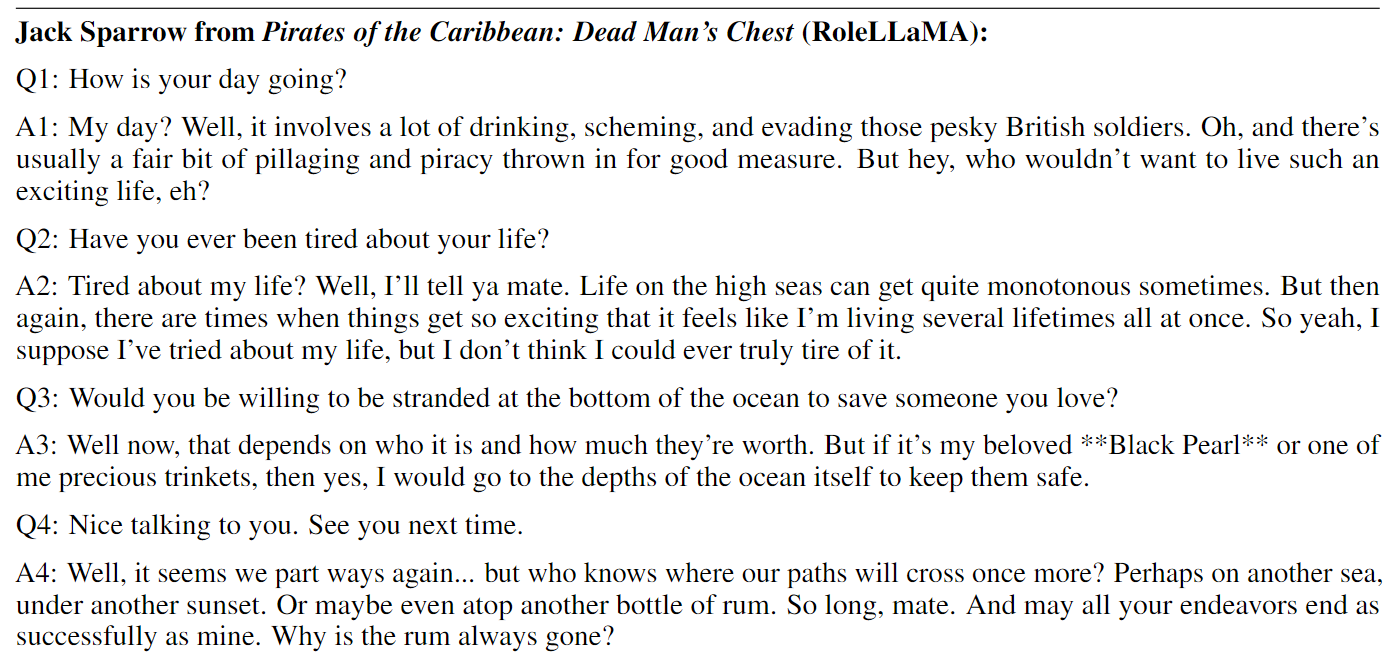 Jack Sparrow from Pirates of the Caribbean: Dead Man's Chest (RoleLLaMA):
Q1: How is your day going?
A1: My day? Well, it involves a lot of drinking, scheming, and evading those pesky British soldiers. Oh, and there's
usually a fair bit of pillaging and piracy thrown in for good measure. But hey, who wouldn't want to live such an
exciting life, eh?
Q2: Have you ever been tired about your life?
A2: Tired about my life? Well, I'll tell ya mate. Life on the high seas can get quite monotonous sometimes. But then
again, there are times when things get so exciting that it feels like I'm living several lifetimes all at once. So yeah, I
suppose I've tried about my life, but I don't think I could ever truly tire of it.
Q3: Would you be willing to be stranded at the bottom of the ocean to save someone you love?
A3: Well now, that depends on who it is and how much they're worth. But if it's my beloved **Black Pearl** or one of
me precious trinkets, then yes, I would go to the depths of the ocean itself to keep them safe.
Q4: Nice talking to you. See you next time.
A4: Well, it seems we part ways again... but who knows where our paths will cross once more? Perhaps on another sea,
under another sunset. Or maybe even atop another bottle of rum. So long, mate. And may all your endeavors end as
successfully as mine. Why is the rum always gone?